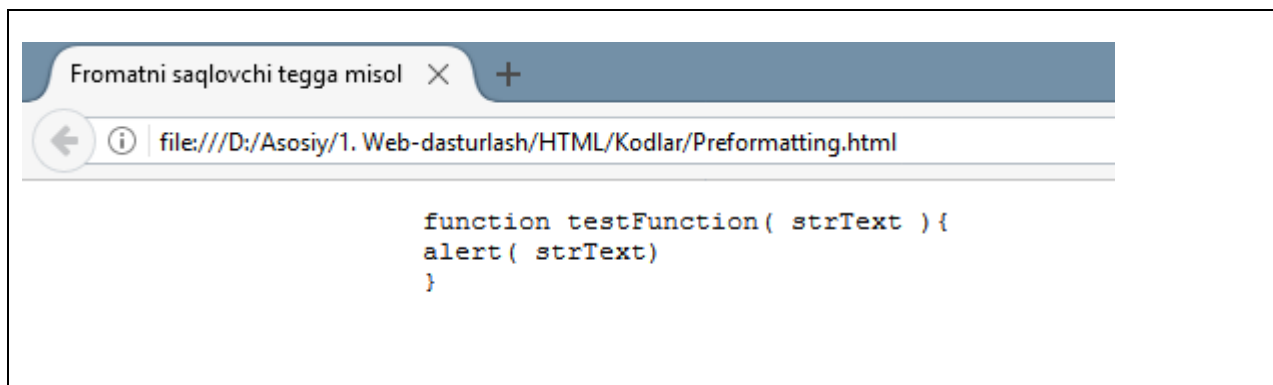 Fromatni saqlovchi tegga misol
file:///D:/Asosiy/1. Web-dasturlash/HTML/Kodlar/Preformatting.html
function testFunction( strText ){
alert( strText)
}